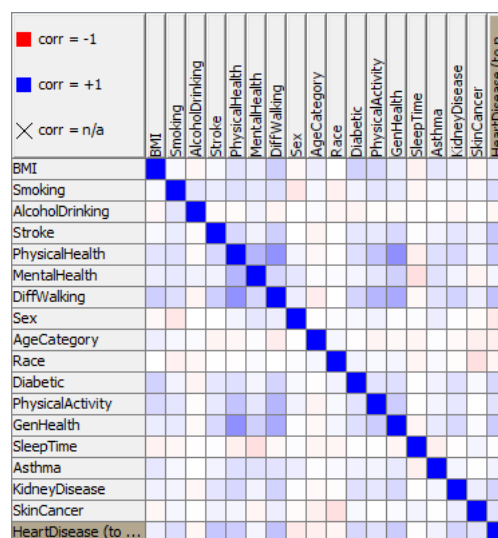 corr = -1
corr = +1
corr = n/a
BMI
Smoking
AlcoholDrinking
Stroke
PhysicalHealth
MentalHealth
DiffWalking
Sex
AgeCategory
Race
Diabetic
PhysicalActivity
GenHealth
SleepTime
Asthma
KidneyDisease
SkinCancer
HeartDisease (to p
BMI
Smoking
AlcoholDrinking
Stroke
PhysicalHealth
MentalHealth
DiffWalking
Sex
AgeCategory
Race
Diabetic
PhysicalActivity
GenHealth
SleepTime
Asthma
KidneyDisease
SkinCancer
HeartDisease (to ...